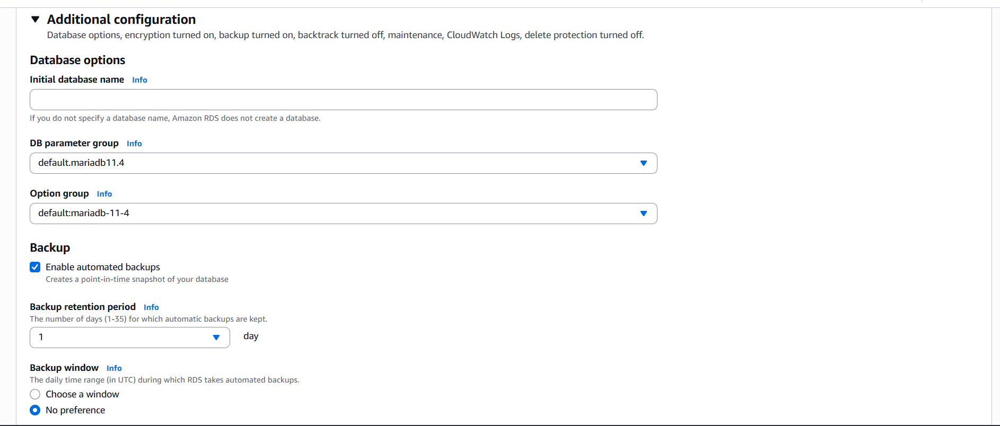 Additional configuration
Database options, encryption turned on, backup turned on, backtrack turned off, maintenance, CloudWatch Logs, delete protection turned off.
Database options
Initial database name Info
If you do not specify a database name, Amazon RDS does not create a database.
DB parameter group Info
default.mariadb11.4
Option group Info
default:mariadb-11-4
Backup
Enable automated backups
Creates a point-in-time snapshot of your database
Backup retention period Info
The number of days (1-35) for which automatic backups are kept.
1 day
Backup window Info
The daily time range (in UTC) during which RDS takes automated backups.
Choose a window
No preference